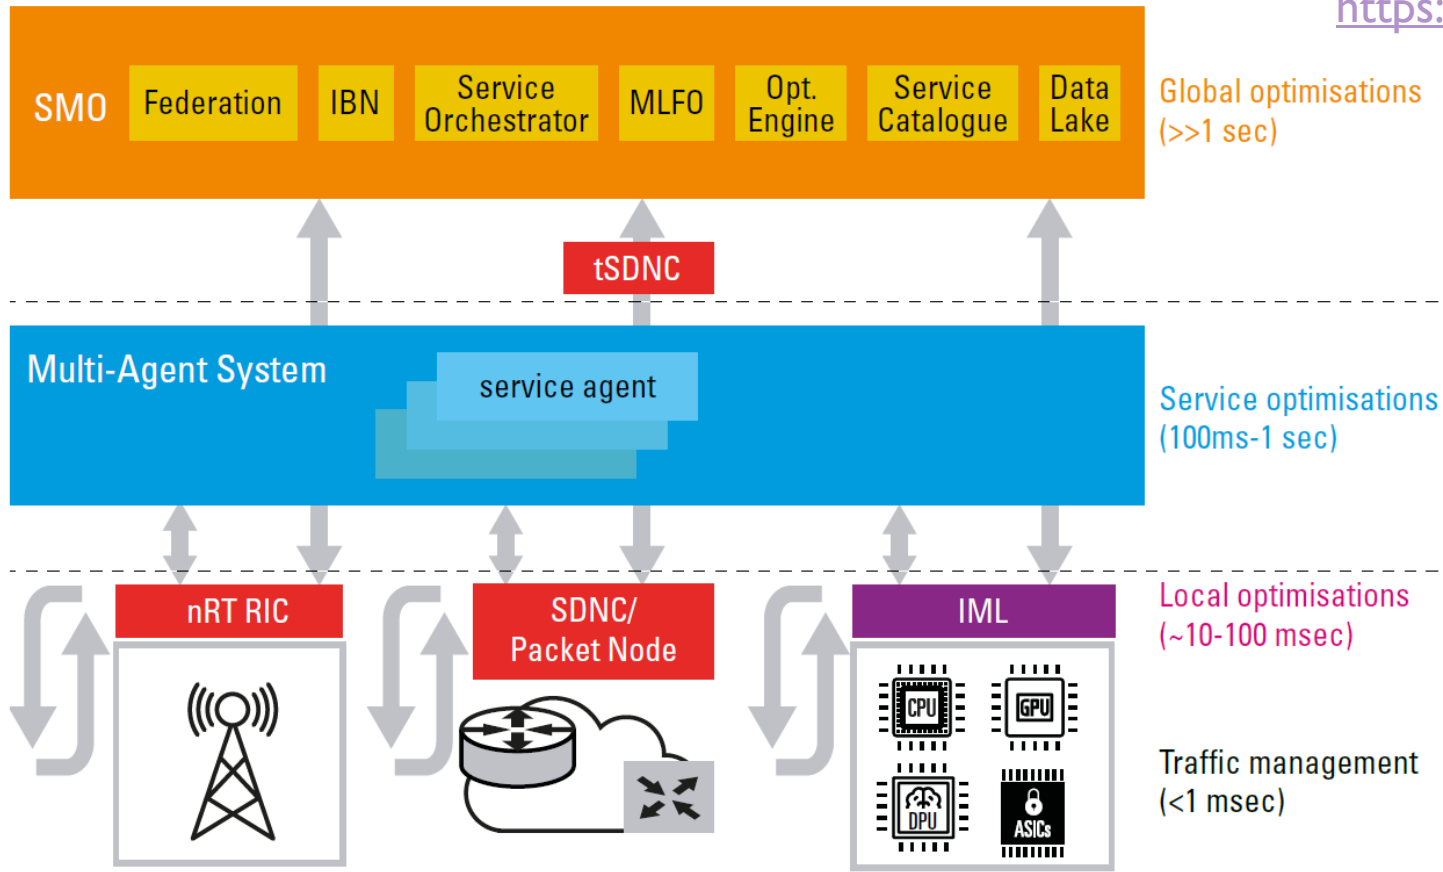 https:
SMO
Federation
IBN
Service
Orchestrator
MLFO
Opt.
Engine
Service
Catalogue
Data
Lake
Global optimisations
(>>1 sec)
tSDNC
Multi-Agent System
service agent
Service optimisations
(100ms-1 sec)
nRT RIC
SDNC/
Packet Node
IML
Local optimisations
(~10-100 msec)
CPU
GPU
DPU
ASICs
Traffic management
(<1 msec)